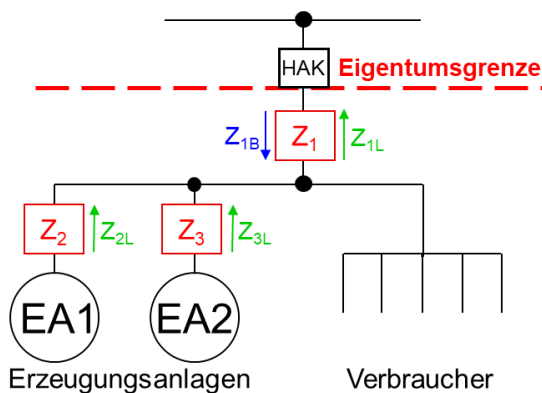 HAK Eigentumsgrenze
Z1B Z1 Z1L
Z2 Z2L Z3 Z3L
EA1 EA2
Erzeugungsanlagen Verbraucher